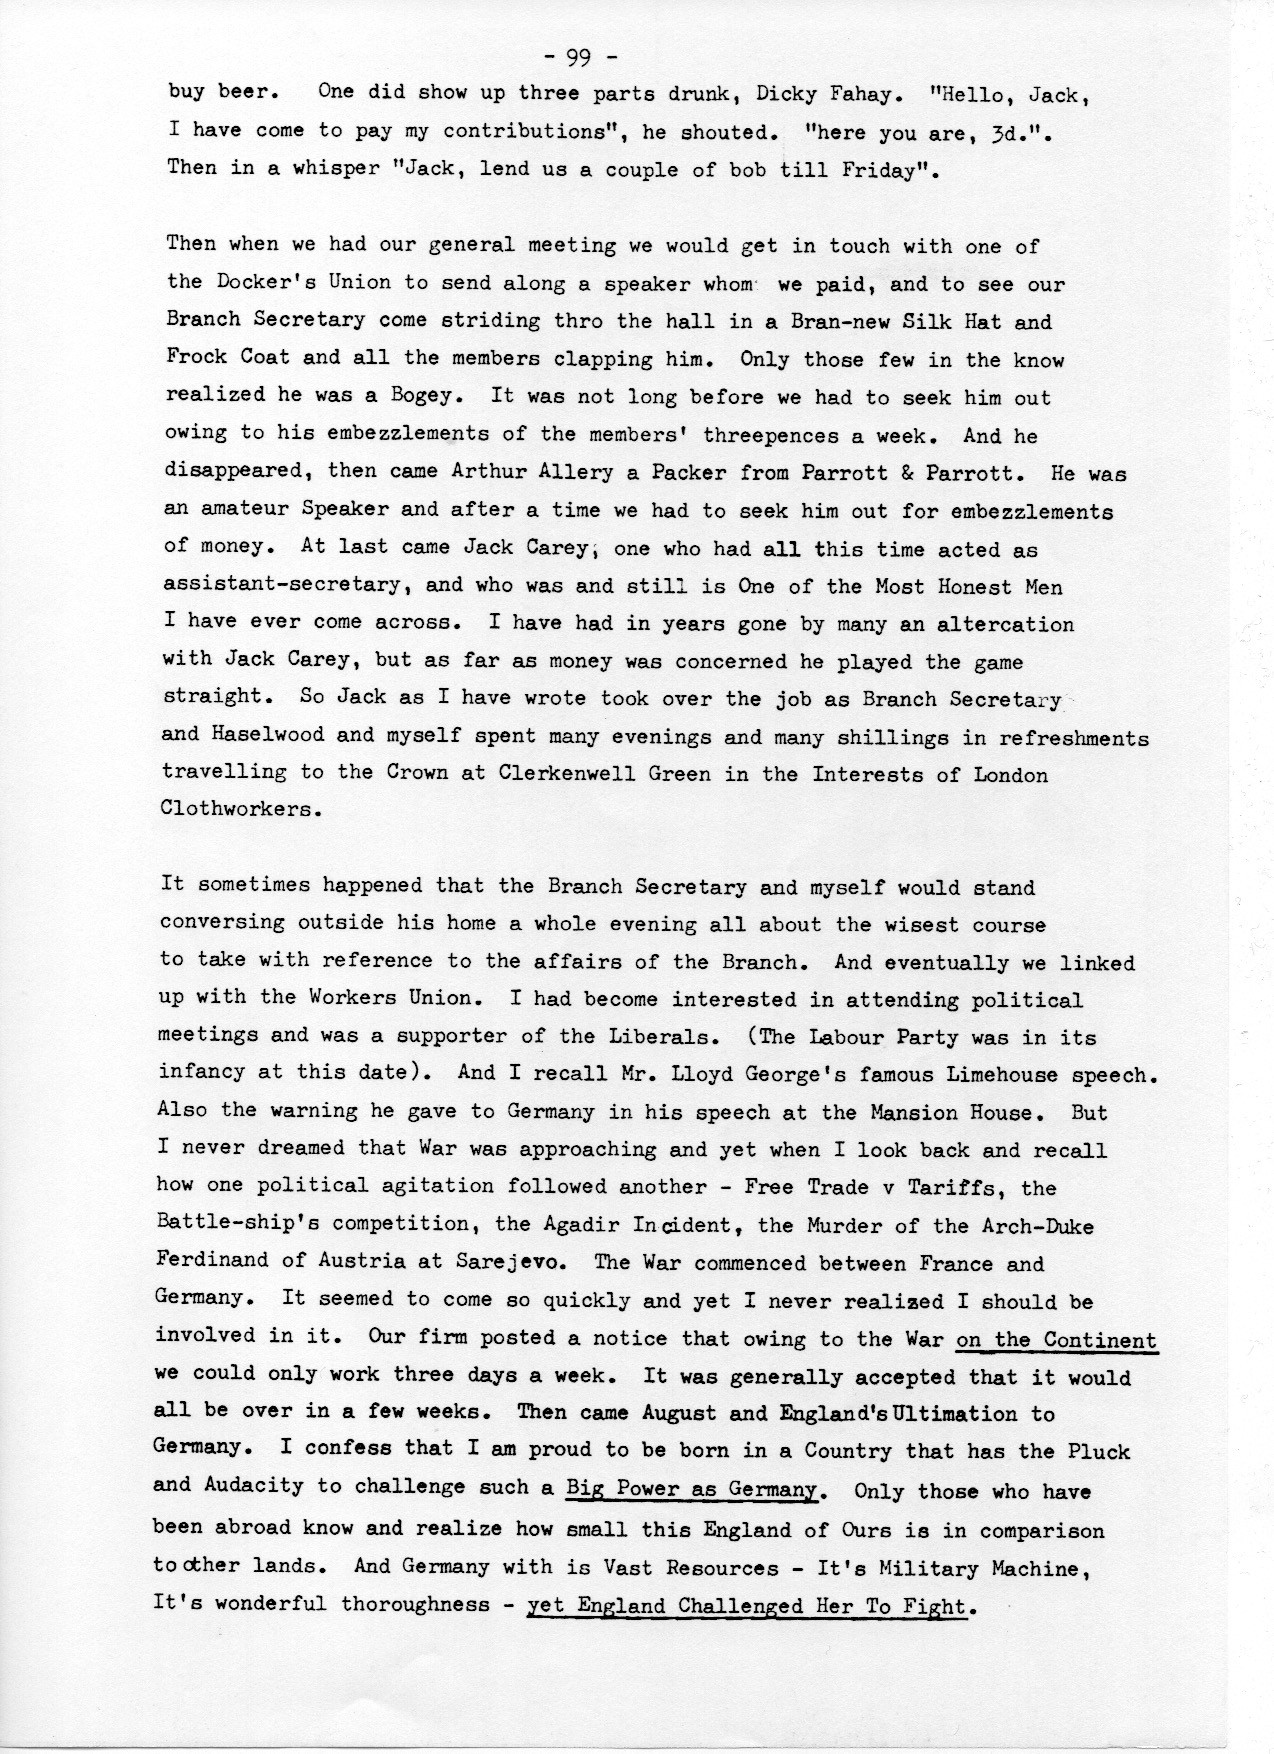 - 99 -
buy beer. One did show up three parts drunk, Dicky Fahay. "Hello, Jack,
I have come to pay my contributions", he shouted. "here you are, 3d.".
Then in a whisper "Jack, lend us a couple of bob till Friday".
Then when we had our general meeting we would get in touch with one of
the Docker's Union to send along a speaker whom we paid, and to see our
Branch Secretary come striding thro the hall in a Bran-new Silk Hat and
Frock Coat and all the members clapping him. Only those few in the know
realized he was a Bogey. It was not long before we had to seek him out
owing to his embezzlements of the members' threepences a week. And he
disappeared, then came Arthur Allery a Packer from Parrott & Parrott. He was
an amateur Speaker and after a time we had to seek him out for embezzlements
of money. At last came Jack Carey; one who had all this time acted as
assistant-secretary, and who was and still is One of the Most Honest Men
I have ever come across. I have had in years gone by many an altercation
with Jack Carey, but as far as money was concerned he played the game
straight. So Jack as I have wrote took over the job as Branch Secretary
and Haselwood and myself spent many evenings and many shillings in refreshments
travelling to the Crown at Clerkenwell Green in the Interests of London
Clothworkers.
It sometimes happened that the Branch Secretary and myself would stand
conversing outside his home a whole evening all about the wisest course
to take with reference to the affairs of the Branch. And eventually we linked
up with the Workers Union. I had become interested in attending political
meetings and was a supporter of the Liberals. (The Labour Party was in its
infancy at this date). And I recall Mr. Lloyd George's famous Limehouse speech.
Also the warning he gave to Germany in his speech at the Mansion House. But
I never dreamed that War was approaching and yet when I look back and recall
how one political agitation followed another - Free Trade v Tariffs, the
Battle-ship's competition, the Agadir Incident, the Murder of the Arch-Duke
Ferdinand of Austria at Sarejevo. The War commenced between France and
Germany. It seemed to come so quickly and yet I never realised I should be
involved in it. Our firm posted a notice that owing to the War on the Continent
we could only work three days a week. It was generally accepted that it would
all be over in a few weeks. Then came August and England's Ultimation to
Germany. I confess that I am proud to be born in a Country that has the Pluck
and Audacity to challenge such a Big Power as Germany. Only those who have
been abroad know and realize how small this England of Ours is in comparison
to other lands. And Germany with is Vast Resources - It's Military Machine,
It's wonderful thoroughness - yet England Challenged Her To Fight.